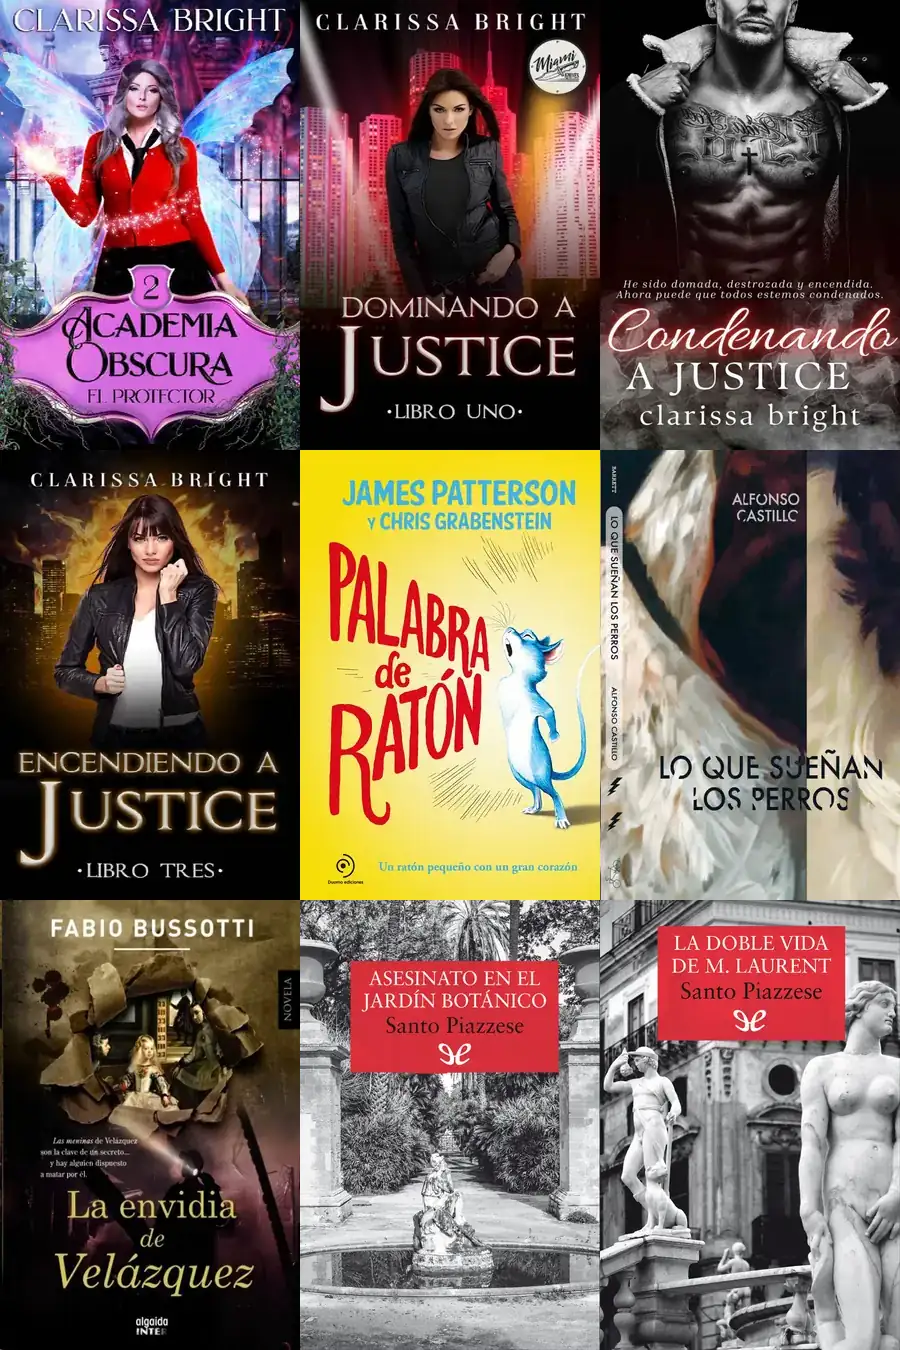 CLARISSA BRIGHT
2
ACADEMIA
OBSCURA
EL PROTECTOR
CLARISSA BRIGHT
Miami
DOMINANDO A
JUSTICE
·LIBRO UNO·
He sido domada, destrozada y encendida.
Ahora puede que todos estemos condenados.
Condenando
A JUSTICE
clarissa bright
CLARISSA BRIGHT
ENCENDIENDO A
JUSTICE
·LIBRO TRES·
JAMES PATTERSON
Y CHRIS GRABENSTEIN
PALABRA
de
RATÓN
Duomo ediciones
Un ratón pequeño con un gran corazón
BARRETT
LO QUE SUEÑAN LOS PERROS
ALFONSO CASTILLO
ALFONSO
CASTILLO
LO QUE SUEÑAN
LOS PERROS
FABIO BUSSOTTI
NOVELA
Las meninas de Velázquez
son la clave de un secreto...
y hay alguien dispuesto
a matar por él.
La envidia
de
Velázquez
algaida
INTER
ASESINATO EN EL
JARDÍN BOTÁNICO
Santo Piazzese
LA DOBLE VIDA
DE M. LAURENT
Santo Piazzese